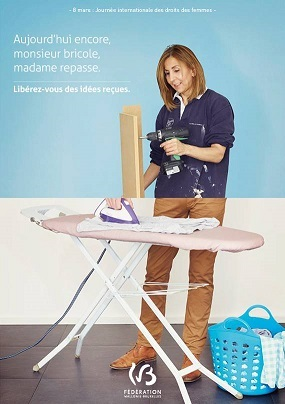 – 8 mars : Journée internationale des droits des femmes –
Aujourd'hui encore,
monsieur bricole,
madame repasse.
Libérez-vous des idées reçues.
FÉDÉRATION
WALLONIE-BRUXELLES